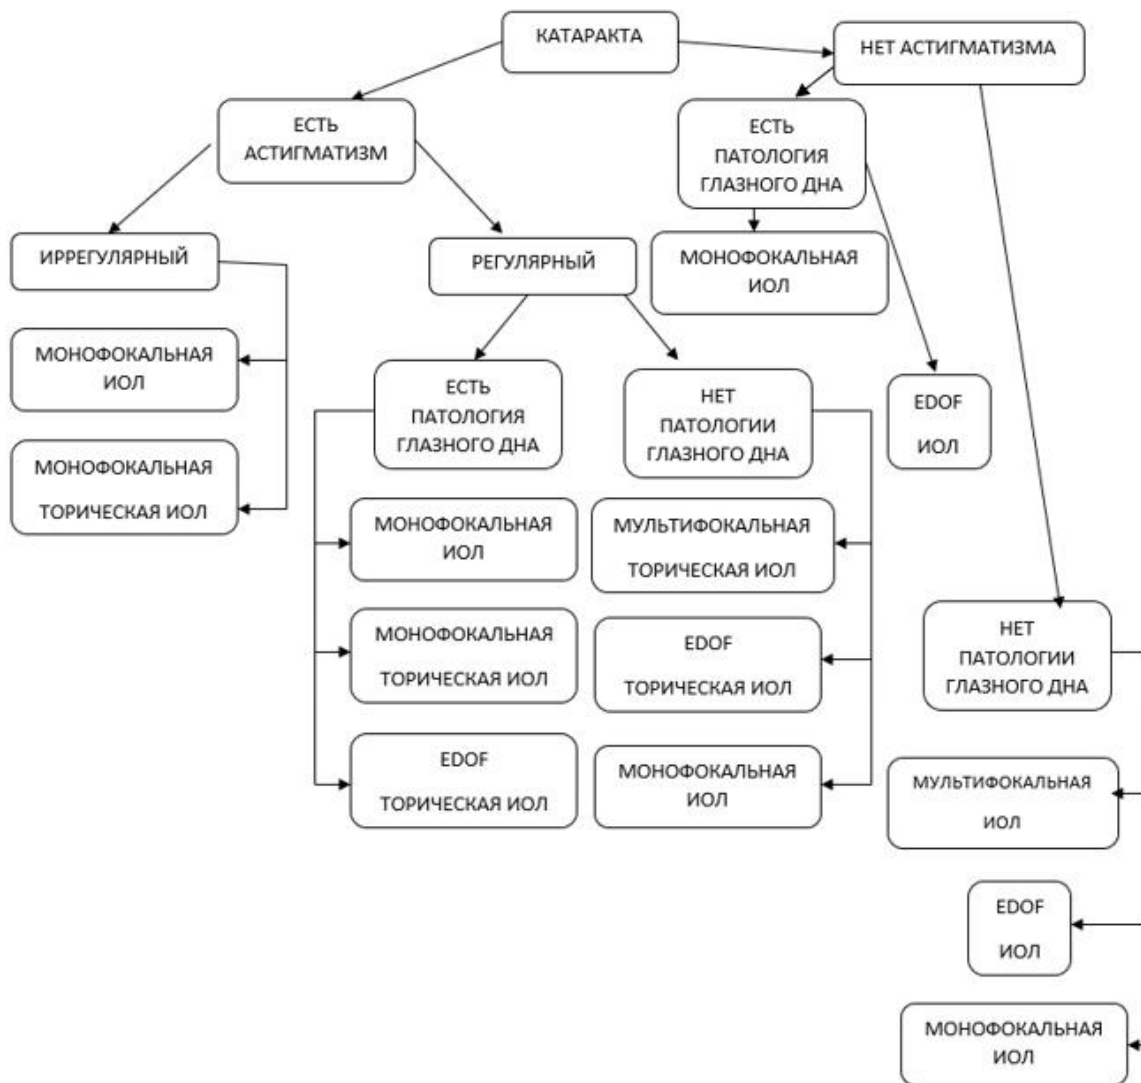 КАТАРАКТА
НЕТ АСТИГМАТИЗМА
ЕСТЬ
АСТИГМАТИЗМ
ЕСТЬ
ПАТОЛОГИЯ
ГЛАЗНОГО ДНА
ИРРЕГУЛЯРНЫЙ
РЕГУЛЯРНЫЙ
МОНОФОКАЛЬНАЯ
ИОЛ
МОНОФОКАЛЬНАЯ
ИОЛ
МОНОФОКАЛЬНАЯ
ТОРИЧЕСКАЯ ИОЛ
ЕСТЬ
ПАТОЛОГИЯ
ГЛАЗНОГО ДНА
НЕТ
ПАТОЛОГИИ
ГЛАЗНОГО ДНА
EDOF
ИОЛ
МОНОФОКАЛЬНАЯ
ИОЛ
МОНОФОКАЛЬНАЯ
ТОРИЧЕСКАЯ ИОЛ
EDOF
ТОРИЧЕСКАЯ ИОЛ
МУЛЬТИФОКАЛЬНАЯ
ТОРИЧЕСКАЯ ИОЛ
EDOF
ТОРИЧЕСКАЯ ИОЛ
МОНОФОКАЛЬНАЯ
ИОЛ
НЕТ
ПАТОЛОГИИ
ГЛАЗНОГО ДНА
МУЛЬТИФОКАЛЬНАЯ
ИОЛ
EDOF
ИОЛ
МОНОФОКАЛЬНАЯ
ИОЛ